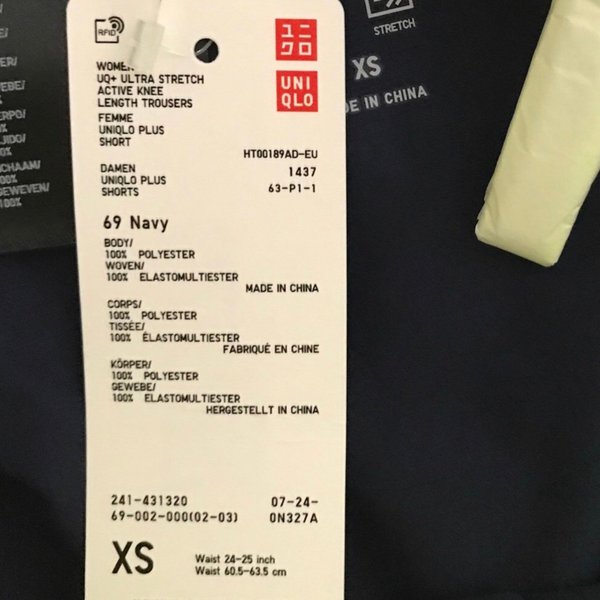 RFID
ユニ
クロ
UNI
QLO
UQ+ ULTRA STRETCH
ACTIVE KNEE
LENGTH TROUSERS
FEMME
UNIQLO PLUS
SHORT
HT00189AD-EU
DAMEN
1437
UNIQLO PLUS
63-P1-1
SHORTS
69 Navy
BODY/
100% POLYESTER
WOVEN/
100% ELASTOMULTIESTER
MADE IN CHINA
CORPS/
100% POLYESTER
TISSÉE/
100% ÉLASTOMULTIESTER
FABRIQUÉ EN CHINE
KÖRPER/
100% POLYESTER
GEWEBE/
100% ELASTOMULTIESTER
HERGESTELLT IN CHINA
241-431320
07-24-
69-002-000(02-03)
0N327A
XS
Waist 24-25 inch
Waist 60.5-63.5 cm
STRETCH
XS
DE IN CHINA
100%